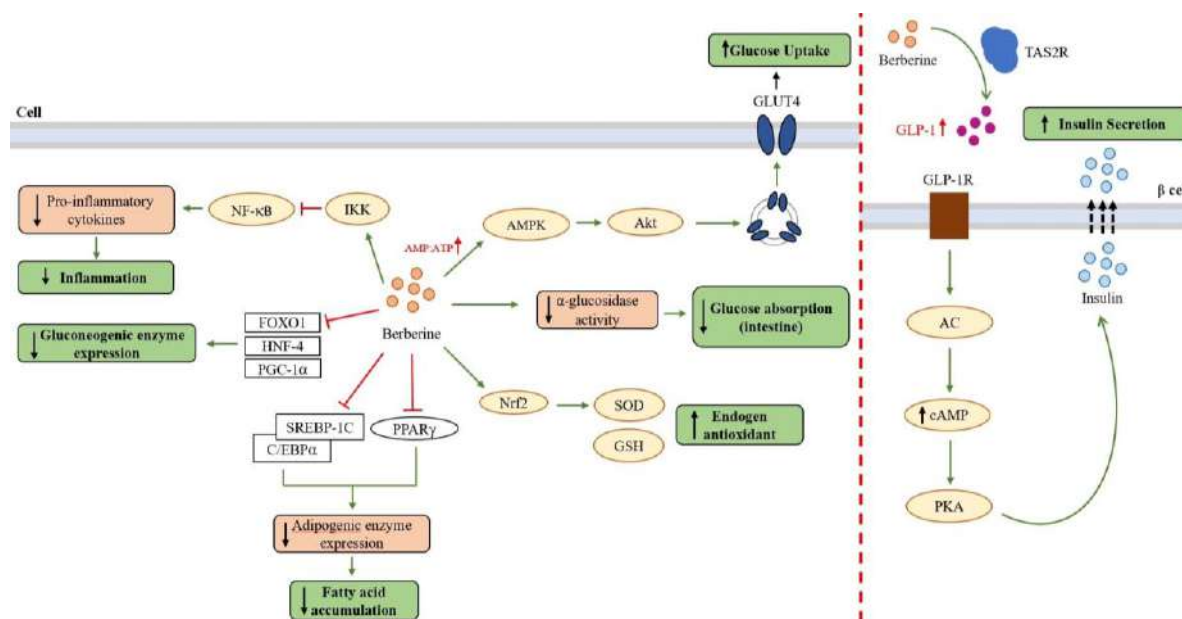 Glucose Uptake
GLUT4
Cell
Pro-inflammatory
cytokines
NF-κB
IKK
Inflammation
AMP:ATP
AMPK
Akt
Berberine
α-glucosidase
activity
Glucose absorption
(intestine)
Gluconeogenic enzyme
expression
FOXO1
HNF-4
PGC-1α
SREBP-1C
C/EBPα
PPARγ
Nrf2
SOD
GSH
Endogen
antioxidant
Adipogenic enzyme
expression
Fatty acid
accumulation
Berberine
TAS2R
GLP-1
Insulin Secretion
GLP-1R
β ce
Insulin
AC
cAMP
PKA